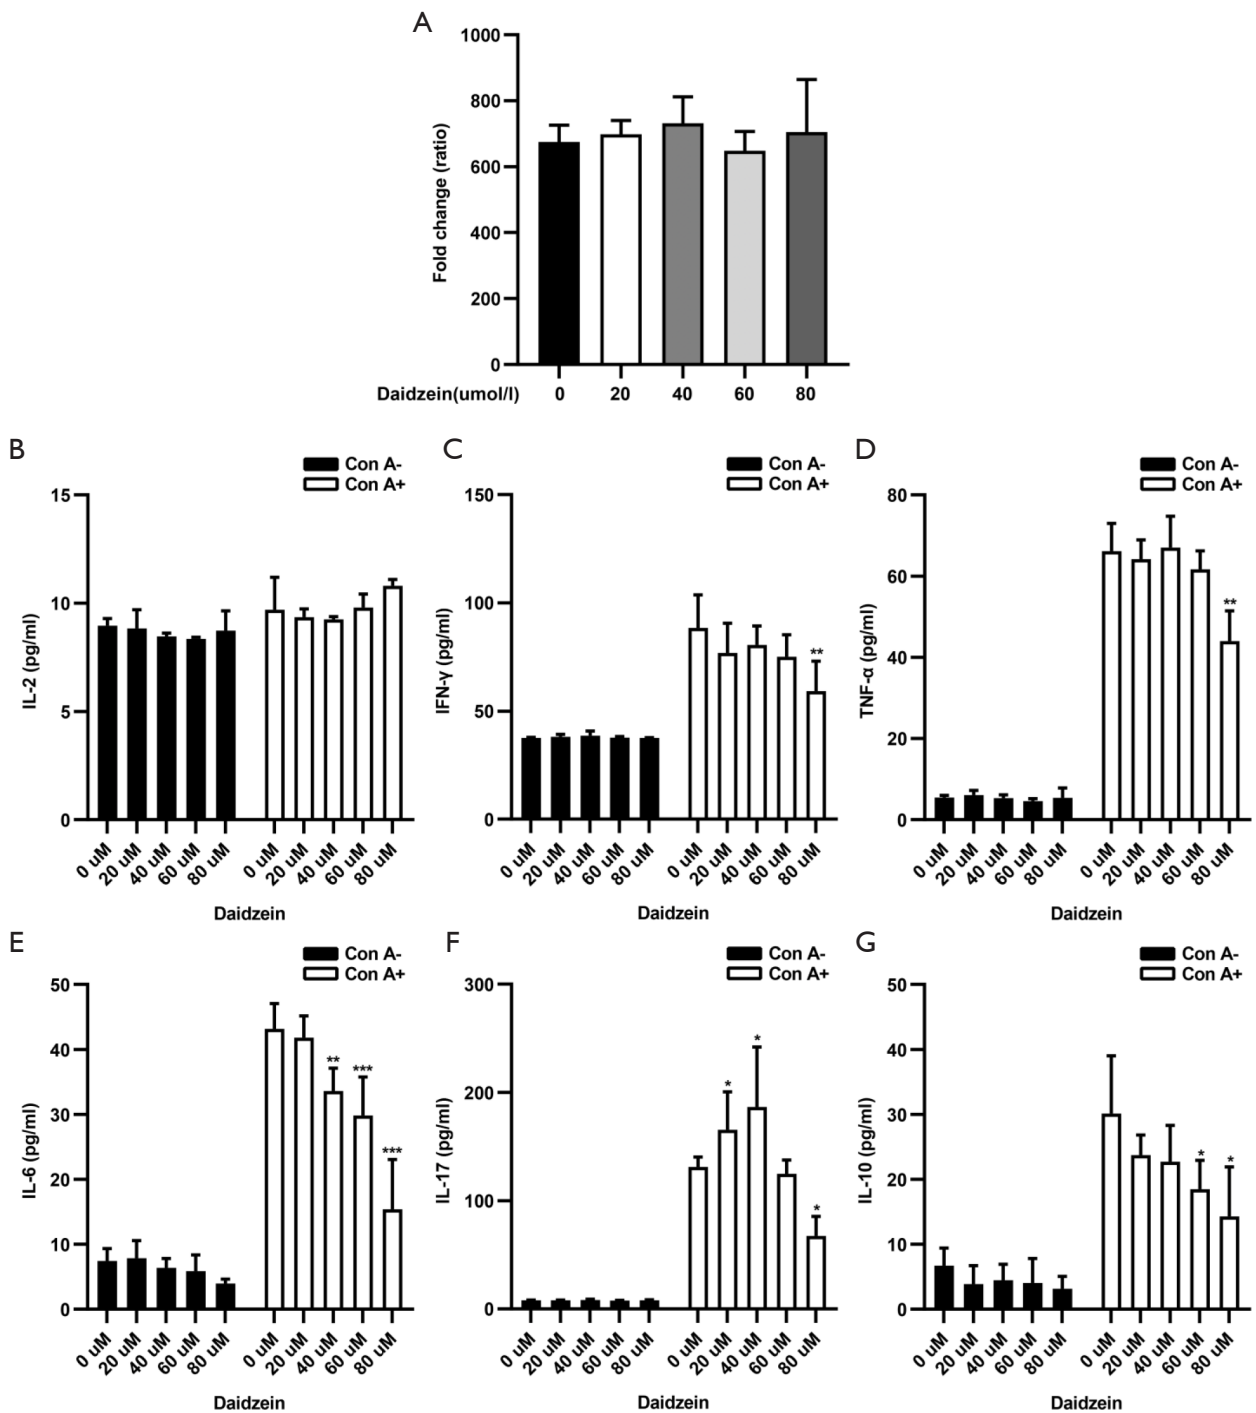 A
1000
800
600
400
200
0
Fold change (ratio)
Daidzein(umol/l) 0 20 40 60 80
B
Con A-
Con A+
15
10
5
0
IL-2 (pg/ml)
0 uM 20 uM 40 uM 60 uM 80 uM 0 uM 20 uM 40 uM 60 uM 80 uM
Daidzein
C
Con A-
Con A+
150
100
50
0
IFN-γ (pg/ml)
**
0 uM 20 uM 40 uM 60 uM 80 uM 0 uM 20 uM 40 uM 60 uM 80 uM
Daidzein
D
Con A-
Con A+
80
60
40
20
0
TNF-α (pg/ml)
**
0 uM 20 uM 40 uM 60 uM 80 uM 0 uM 20 uM 40 uM 60 uM 80 uM
Daidzein
E
Con A-
Con A+
50
40
30
20
10
0
IL-6 (pg/ml)
** *** ***
0 uM 20 uM 40 uM 60 uM 80 uM 0 uM 20 uM 40 uM 60 uM 80 uM
Daidzein
F
Con A-
Con A+
300
200
100
0
IL-17 (pg/ml)
* * *
0 uM 20 uM 40 uM 60 uM 80 uM 0 uM 20 uM 40 uM 60 uM 80 uM
Daidzein
G
Con A-
Con A+
50
40
30
20
10
0
IL-10 (pg/ml)
* *
0 uM 20 uM 40 uM 60 uM 80 uM 0 uM 20 uM 40 uM 60 uM 80 uM
Daidzein